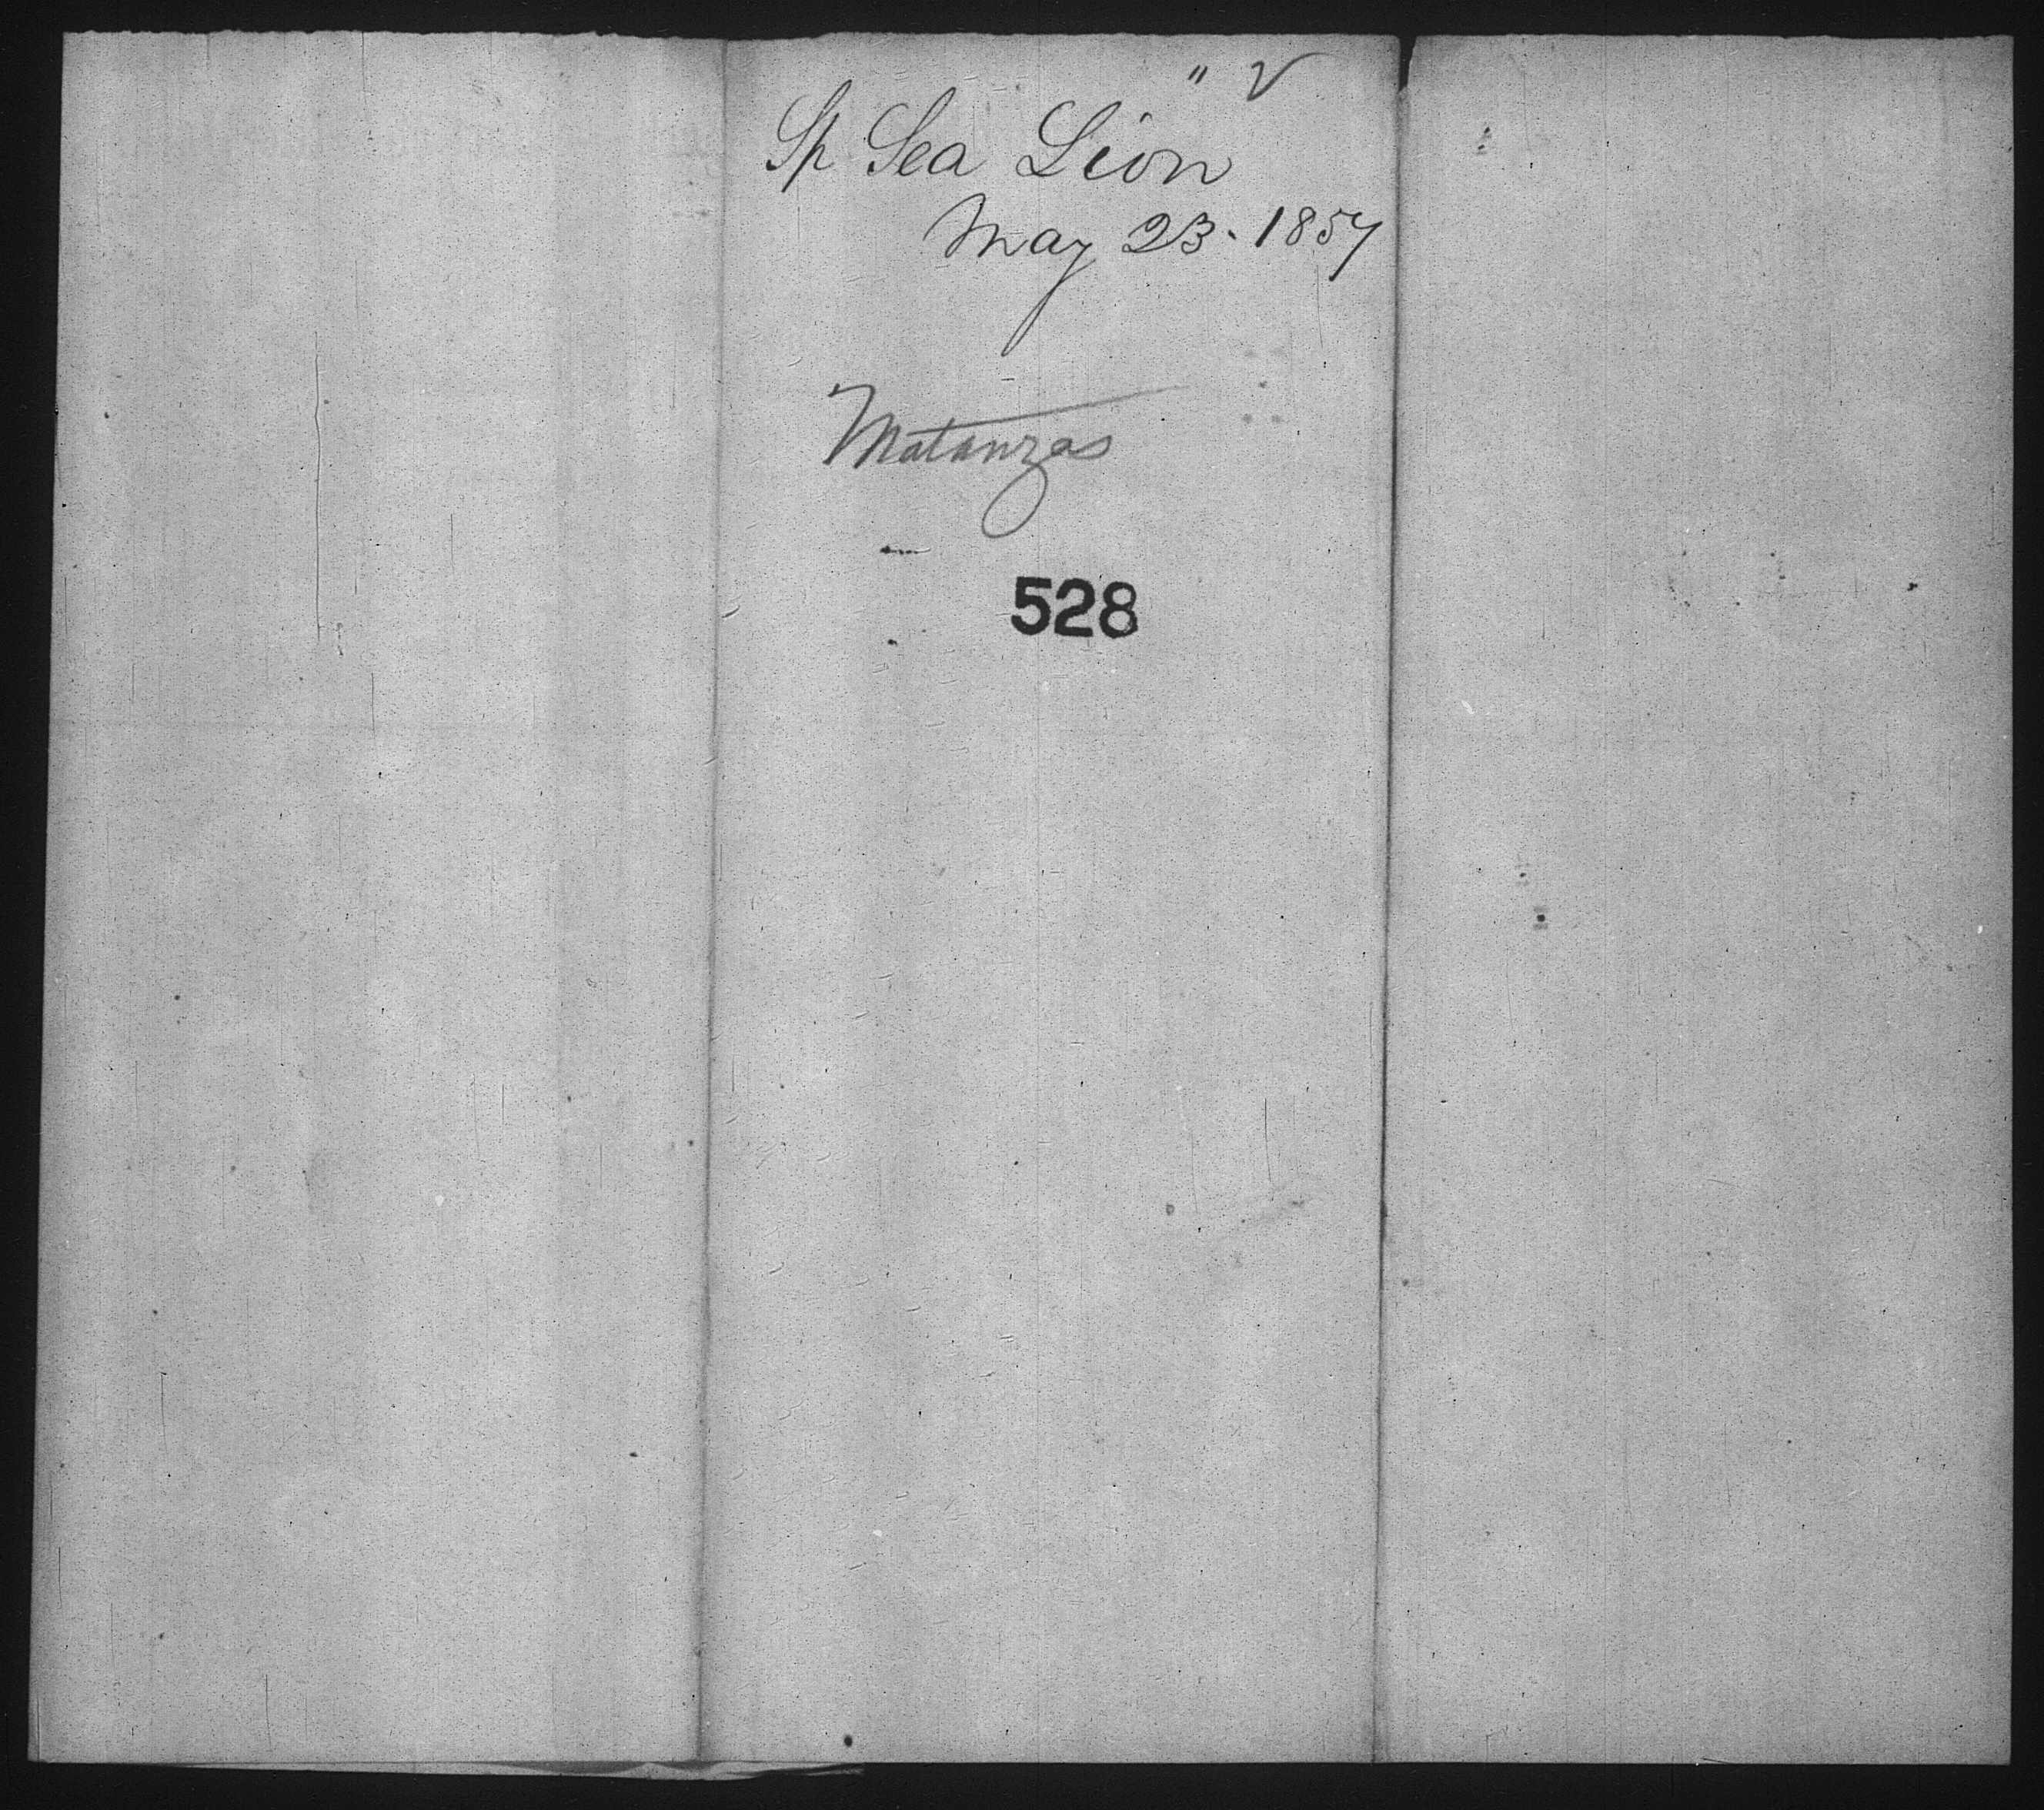 " V
Sp Sea Lion
May 23. 1857
Matanzas
528